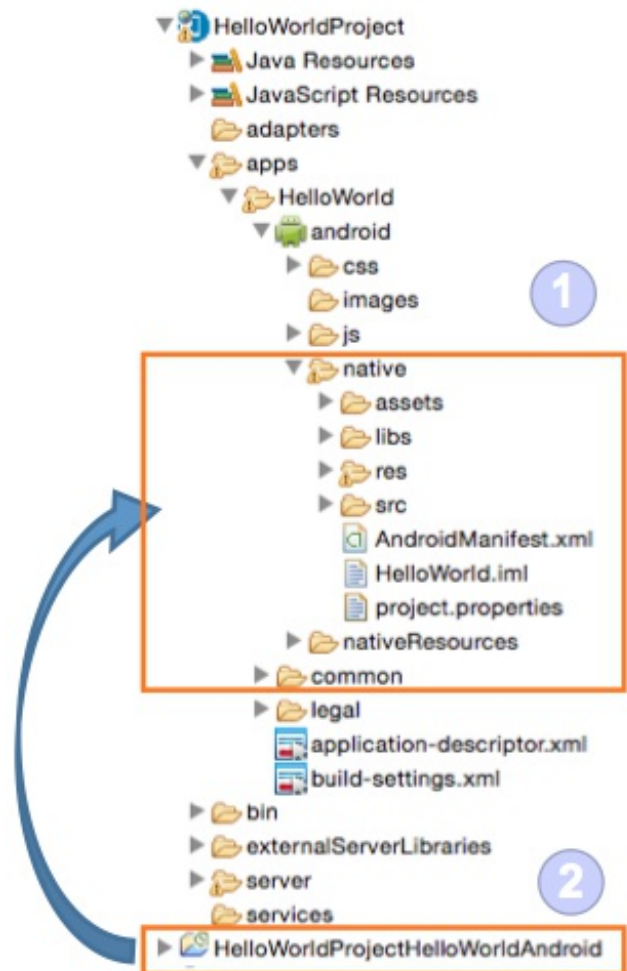 HelloWorldProject
Java Resources
JavaScript Resources
adapters
apps
HelloWorld
android
css
1
images
js
native
assets
libs
res
src
AndroidManifest.xml
HelloWorld.iml
project.properties
nativeResources
common
legal
application-descriptor.xml
build-settings.xml
bin
externalServerLibraries
server
2
services
HelloWorldProjectHelloWorldAndroid